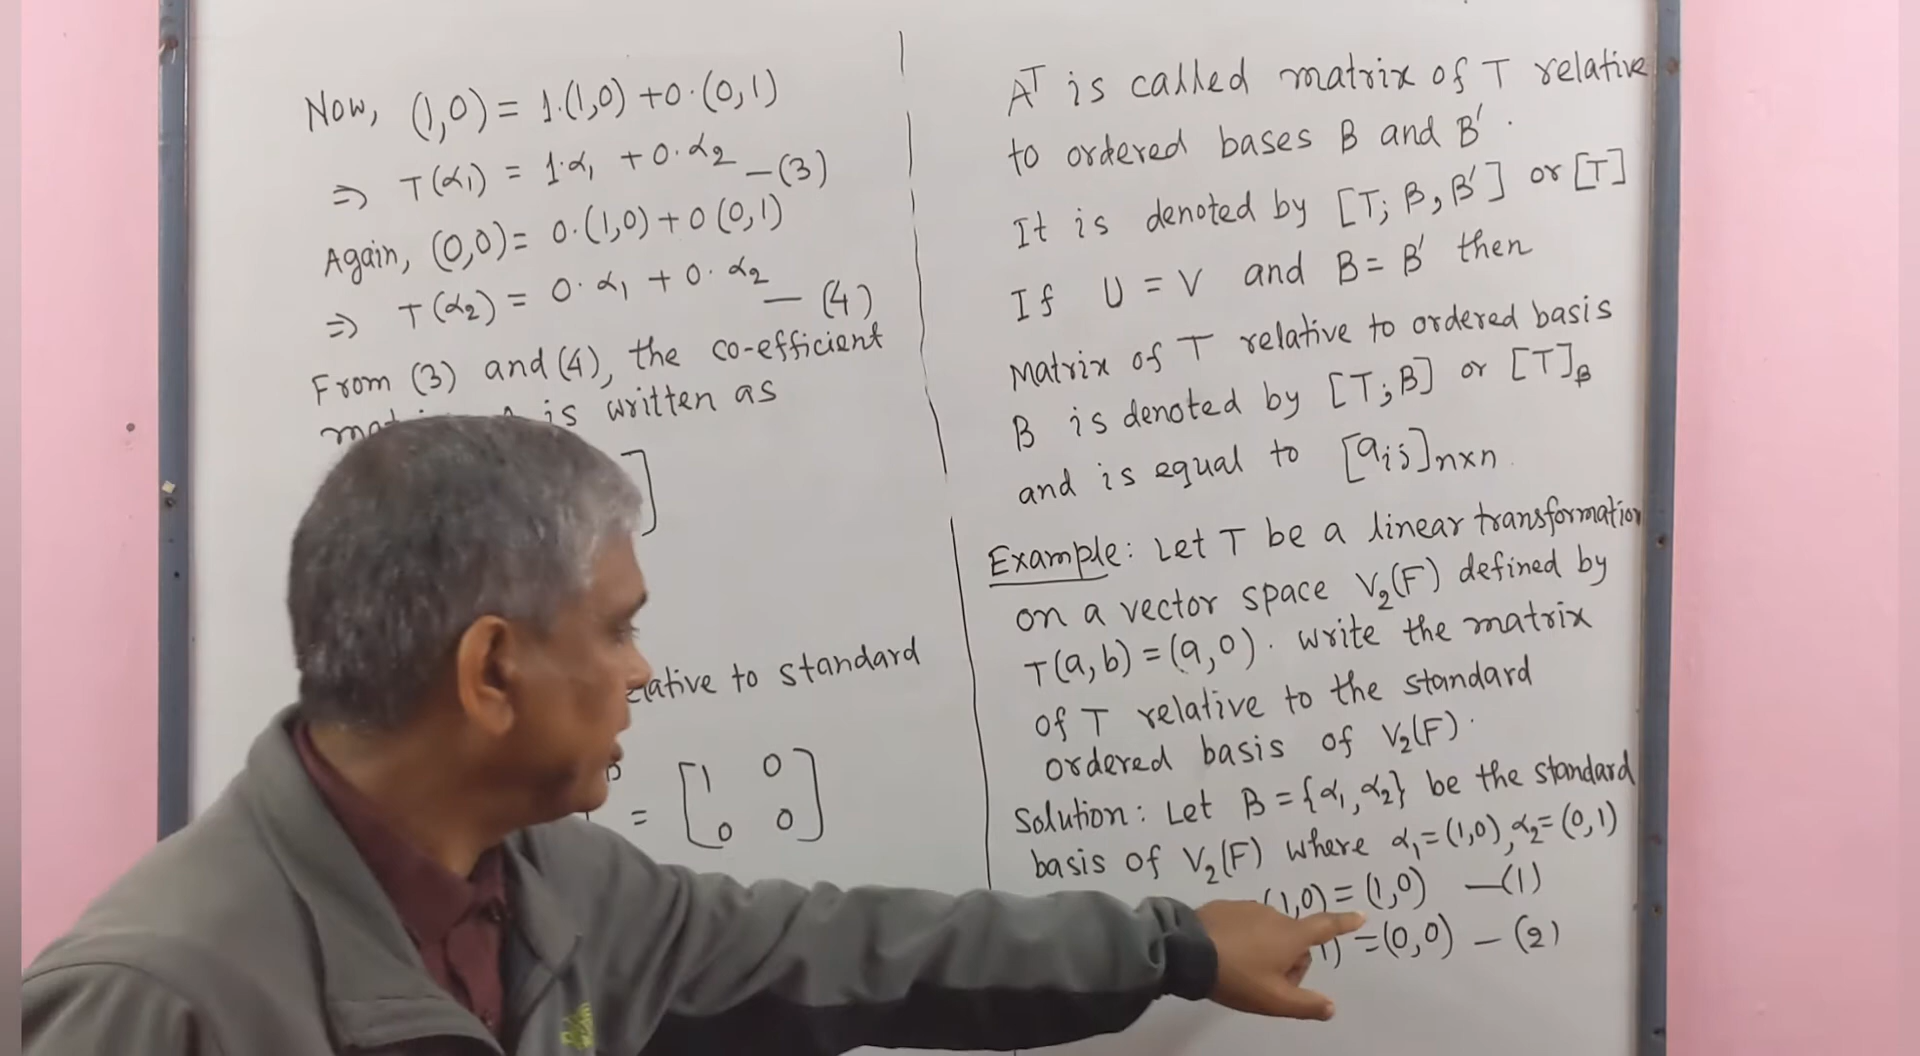 Now, (1,0) = 1.(1,0) + 0.(0,1)
⇒ T(α₁) = 1.α₁ + 0.α₂ —(3)
Again, (0,0) = 0.(1,0) + 0(0,1)
⇒ T(α₂) = 0.α₁ + 0.α₂ —(4)
From (3) and (4), the co-efficient
is written as
]
relative to standard
= [1 0
0 0]
Aᵀ is called matrix of T relative
to ordered bases B and B'.
It is denoted by [T; B, B'] or [T]
If U = V and B = B' then
matrix of T relative to ordered basis
B is denoted by [T; B] or [T]ᵦ
and is equal to [aᵢⱼ]n×n.
Example: Let T be a linear transformation
on a vector space V₂(F) defined by
T(a,b) = (a,0). write the matrix
of T relative to the standard
ordered basis of V₂(F).
Solution: Let B = {α₁, α₂} be the standard
basis of V₂(F) where α₁ = (1,0), α₂ = (0,1)
(1,0) = (1,0) —(1)
1) = (0,0) —(2)